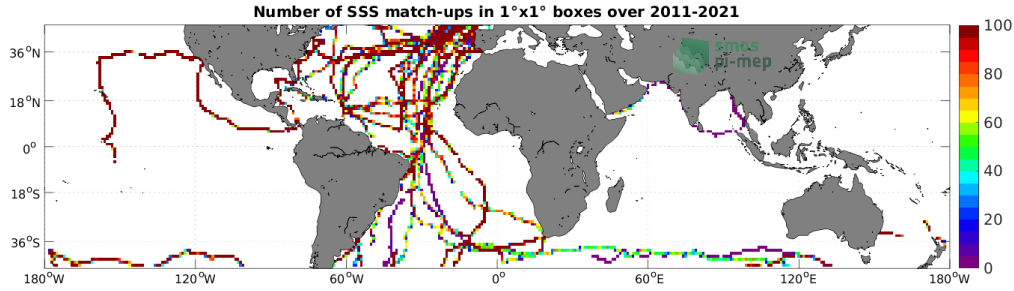 Number of SSS match-ups in 1°x1° boxes over 2011-2021
smos
pi-mep
36°N
18°N
0°
18°S
36°S
180°W
120°W
60°W
0°
60°E
120°E
180°W
100
80
60
40
20
0